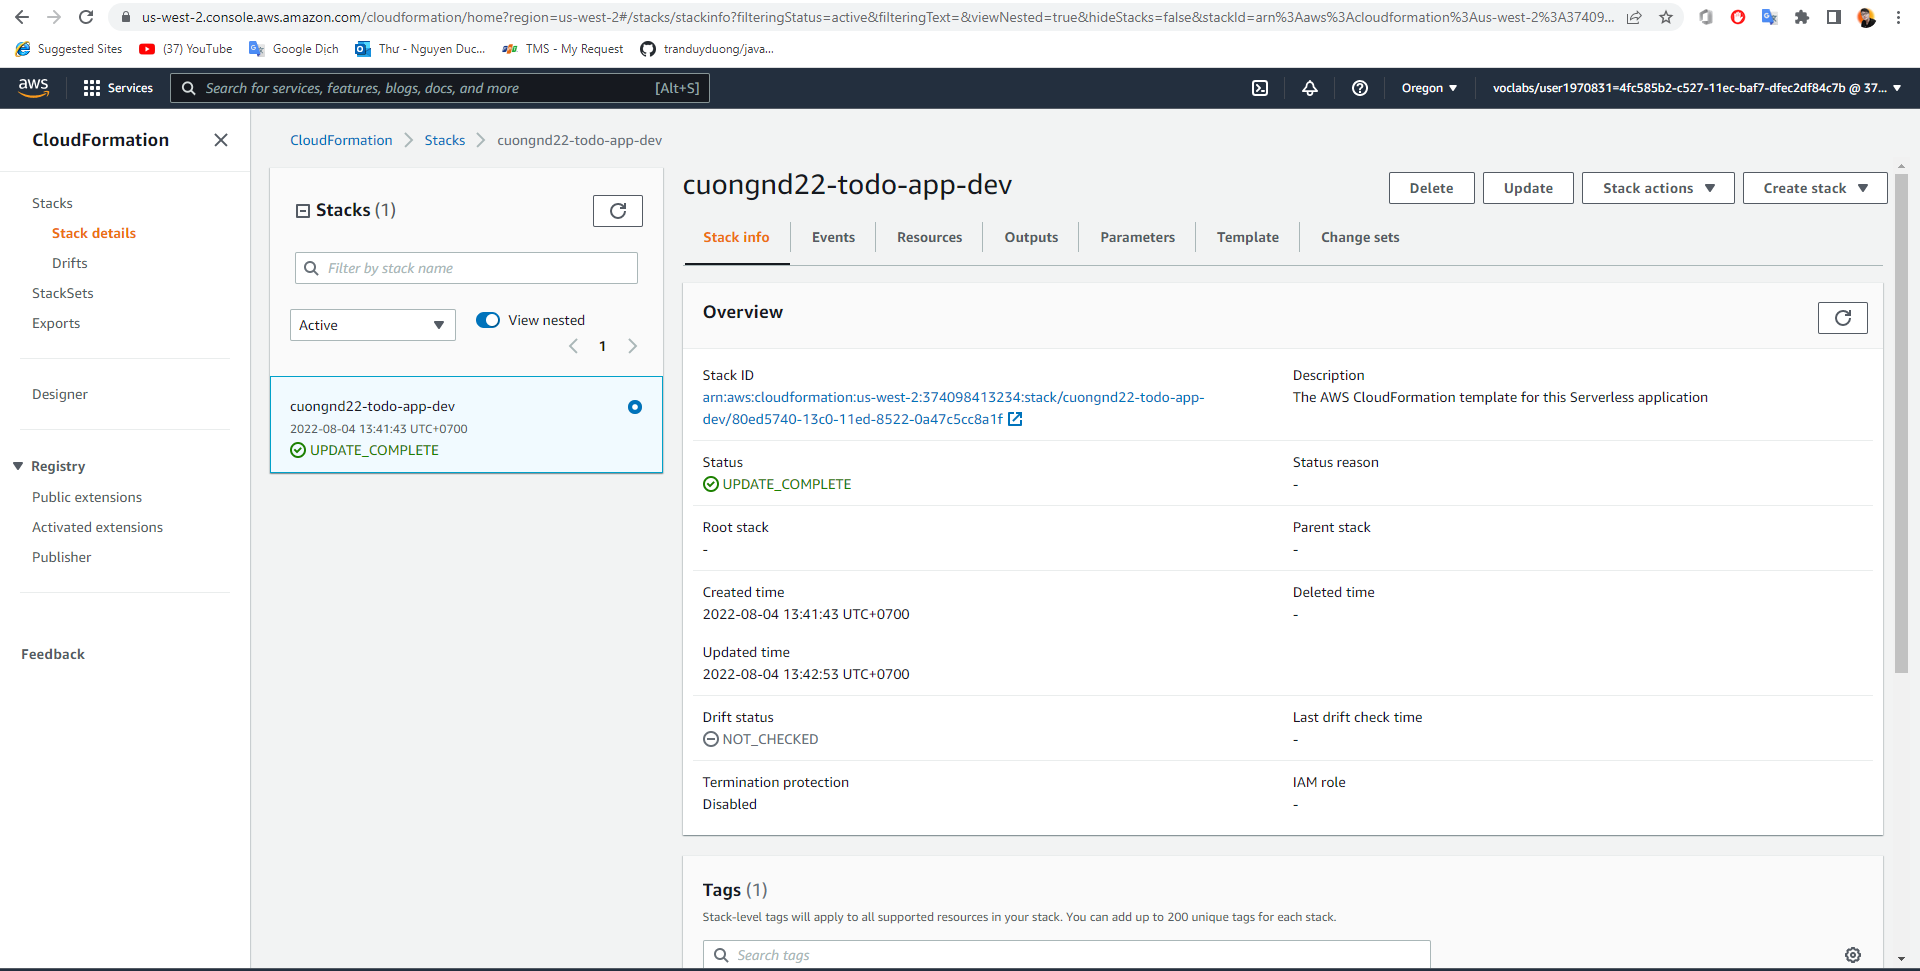 us-west-2.console.aws.amazon.com/cloudformation/home?region=us-west-2#/stacks/stackinfo?filteringStatus=active&filteringText=&viewNested=true&hideStacks=false&stackId=arn%3Aaws%3Acloudformation%3Aus-west-2%3A37409...
Suggested Sites
(37) YouTube
Google Dịch
Thư - Nguyen Duc...
TMS - My Request
tranduyduong/java...
aws
Services
Search for services, features, blogs, docs, and more
[Alt+S]
Oregon
voclabs/user1970831=4fc585b2-c527-11ec-baf7-dfec2df84c7b @ 37...
CloudFormation
Stacks
Stack details
Drifts
StackSets
Exports
Designer
Registry
Public extensions
Activated extensions
Publisher
Feedback
CloudFormation
Stacks
cuongnd22-todo-app-dev
Stacks (1)
Filter by stack name
Active
View nested
1
cuongnd22-todo-app-dev
2022-08-04 13:41:43 UTC+0700
UPDATE_COMPLETE
cuongnd22-todo-app-dev
Delete
Update
Stack actions
Create stack
Stack info
Events
Resources
Outputs
Parameters
Template
Change sets
Overview
Stack ID
arn:aws:cloudformation:us-west-2:374098413234:stack/cuongnd22-todo-app-
dev/80ed5740-13c0-11ed-8522-0a47c5cc8a1f
Description
The AWS CloudFormation template for this Serverless application
Status
UPDATE_COMPLETE
Status reason
-
Root stack
-
Parent stack
-
Created time
2022-08-04 13:41:43 UTC+0700
Deleted time
-
Updated time
2022-08-04 13:42:53 UTC+0700
Drift status
NOT_CHECKED
Last drift check time
-
Termination protection
Disabled
IAM role
-
Tags (1)
Stack-level tags will apply to all supported resources in your stack. You can add up to 200 unique tags for each stack.
Search tags